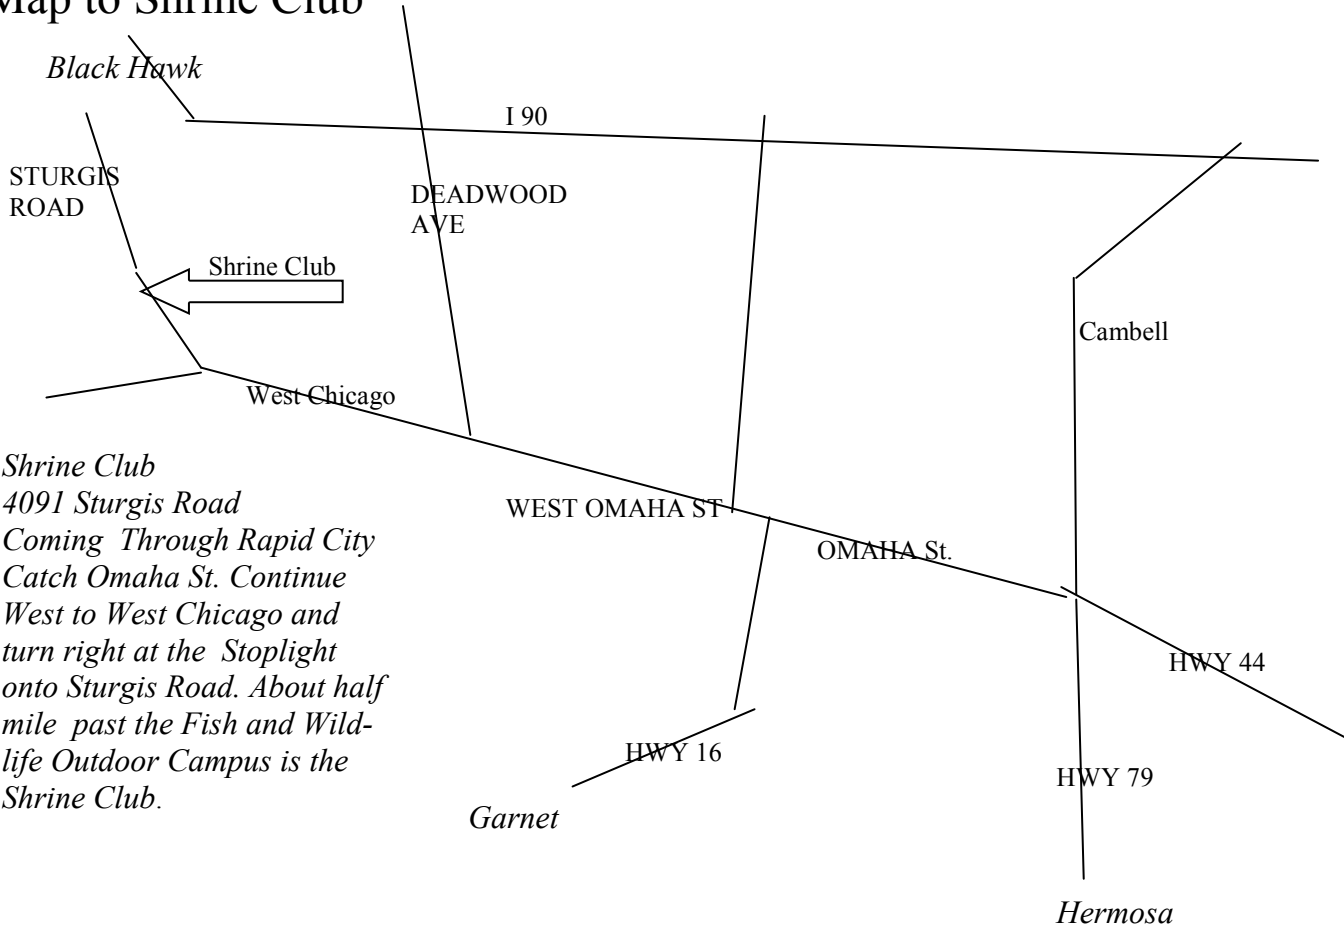 Map to Shrine Club
Black Hawk
I 90
STURGIS
ROAD
DEADWOOD
AVE
Shrine Club
Cambell
West Chicago
Shrine Club
4091 Sturgis Road
Coming Through Rapid City
Catch Omaha St. Continue
West to West Chicago and
turn right at the Stoplight
onto Sturgis Road. About half
mile past the Fish and Wild-
life Outdoor Campus is the
Shrine Club.
WEST OMAHA ST
OMAHA St.
HWY 44
HWY 16
HWY 79
Garnet
Hermosa